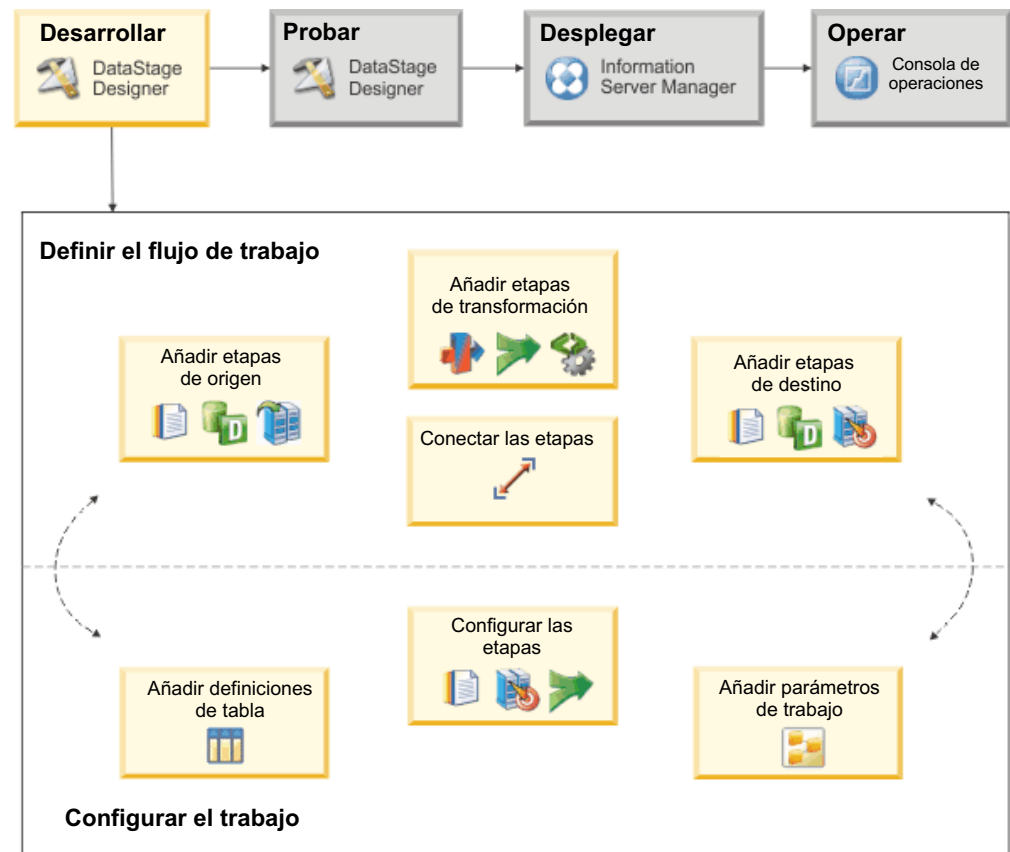 Desarrollar
DataStage
Designer
Probar
DataStage
Designer
Desplegar
Information
Server Manager
Operar
Consola de
operaciones
Definir el flujo de trabajo
Añadir etapas
de origen
Añadir etapas
de transformación
Conectar las etapas
Añadir etapas
de destino
Añadir definiciones
de tabla
Configurar las
etapas
Añadir parámetros
de trabajo
Configurar el trabajo